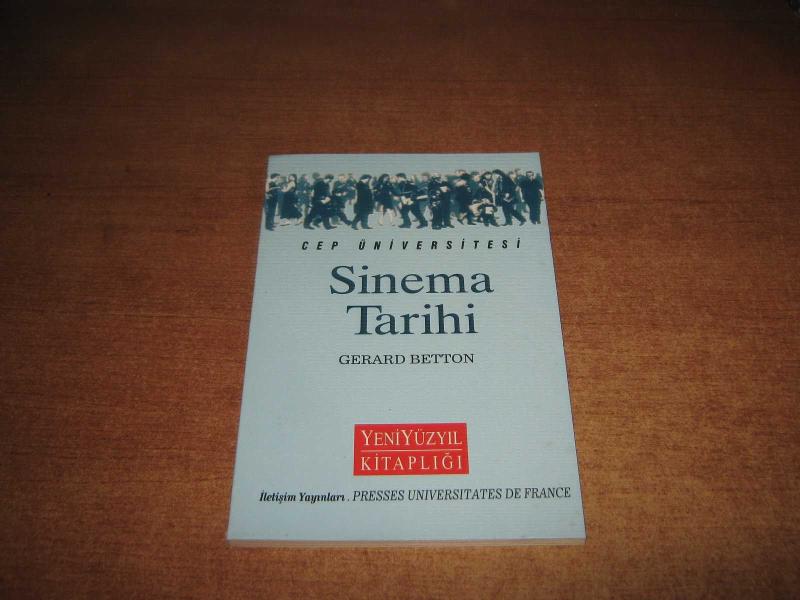 CEP ÜNİVERSİTESİ
Sinema
Tarihi
GERARD BETTON
YENİYÜZYIL
KİTAPLIĞI
İletişim Yayınları . PRESSES UNIVERSITATES DE FRANCE